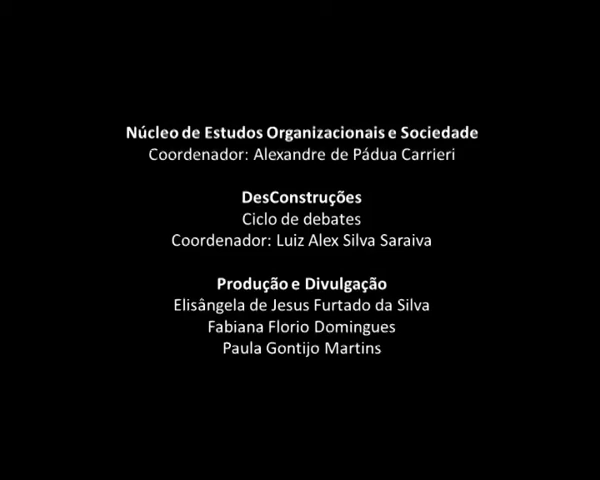 Núcleo de Estudos Organizacionais e Sociedade
Coordenador: Alexandre de Pádua Carrieri
DesConstruções
Ciclo de debates
Coordenador: Luiz Alex Silva Saraiva
Produção e Divulgação
Elisângela de Jesus Furtado da Silva
Fabiana Florio Domingues
Paula Gontijo Martins